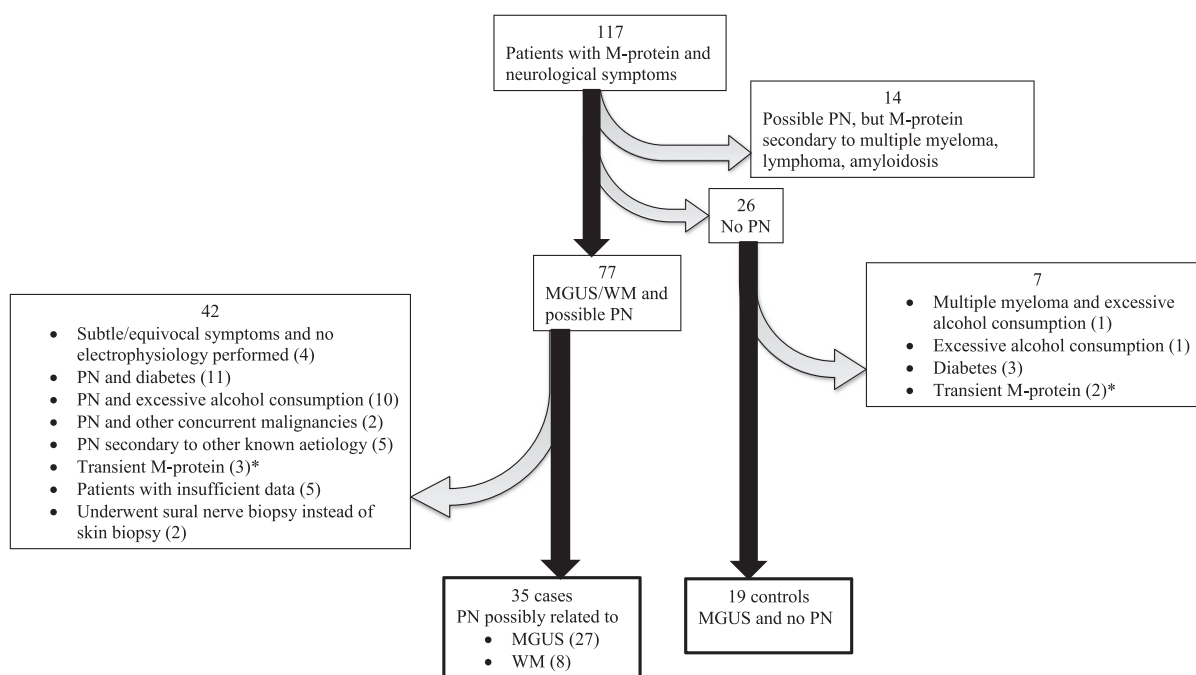 117
Patients with M-protein and
neurological symptoms
14
Possible PN, but M-protein
secondary to multiple myeloma,
lymphoma, amyloidosis
26
No PN
77
MGUS/WM and
possible PN
42
• Subtle/equivocal symptoms and no
electrophysiology performed (4)
• PN and diabetes (11)
• PN and excessive alcohol consumption (10)
• PN and other concurrent malignancies (2)
• PN secondary to other known aetiology (5)
• Transient M-protein (3)*
• Patients with insufficient data (5)
• Underwent sural nerve biopsy instead of
skin biopsy (2)
7
• Multiple myeloma and excessive
alcohol consumption (1)
• Excessive alcohol consumption (1)
• Diabetes (3)
• Transient M-protein (2)*
35 cases
PN possibly related to
• MGUS (27)
• WM (8)
19 controls
MGUS and no PN